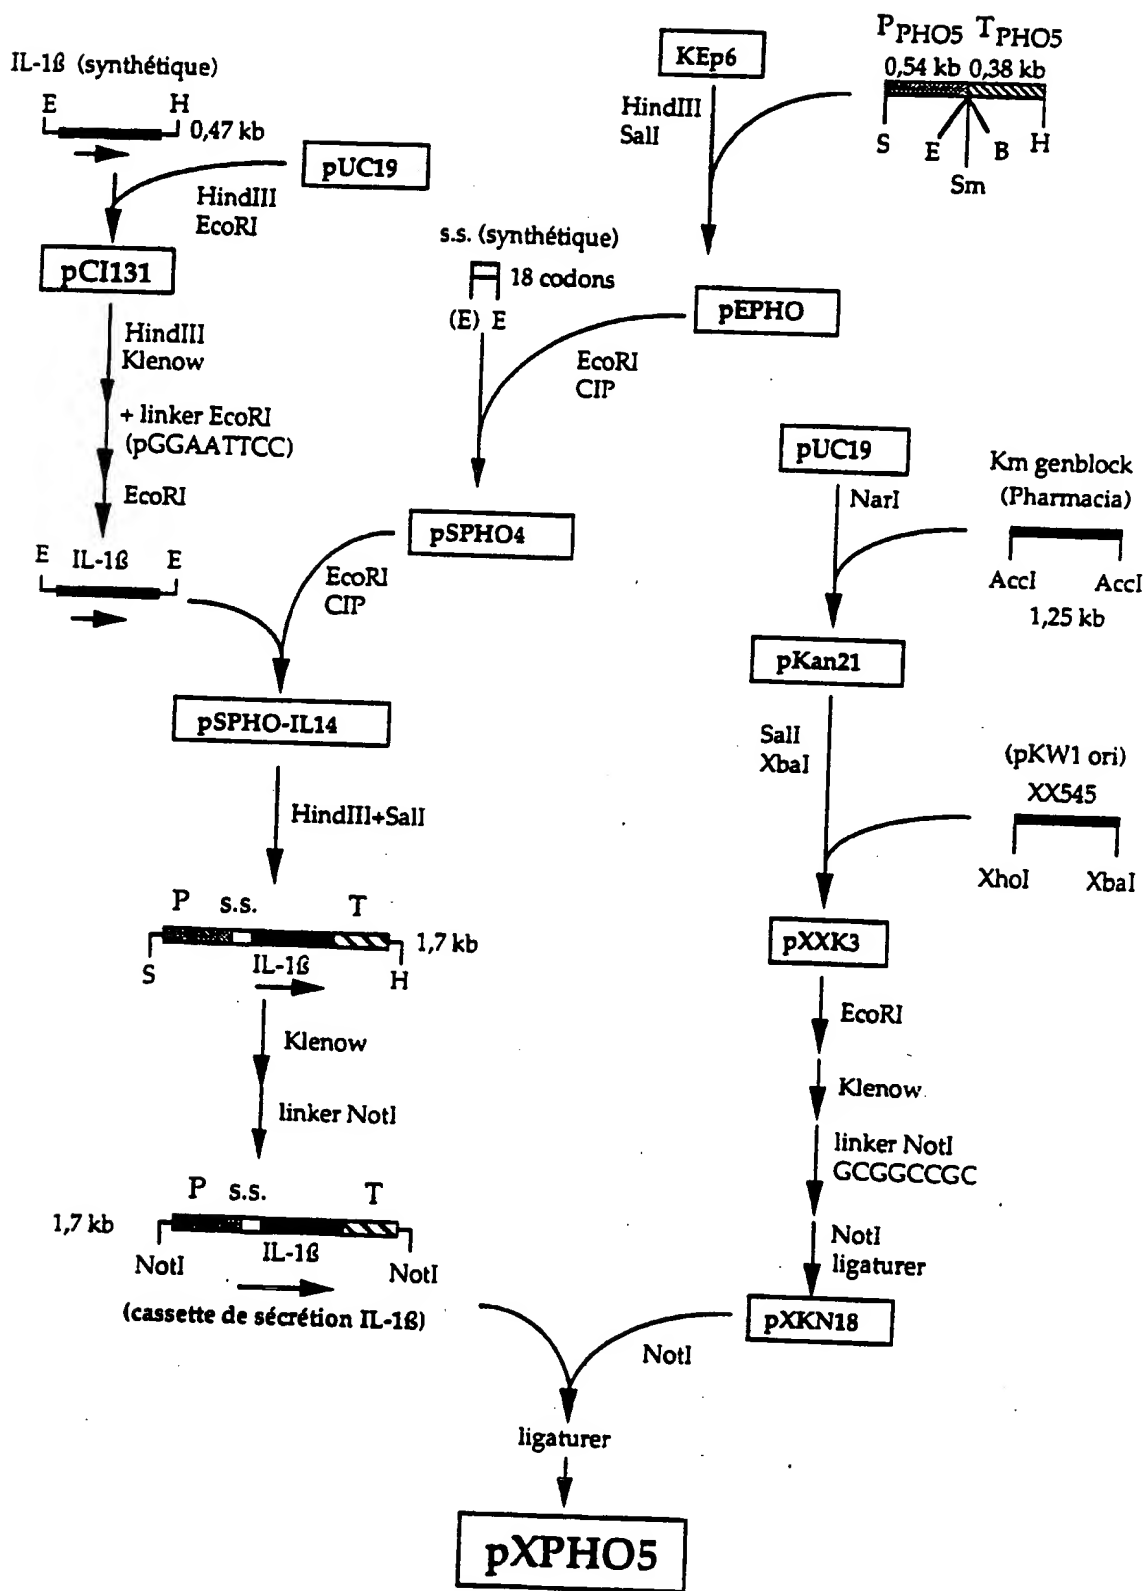 IL-1ß (synthétique)
E H
0,47 kb
pUC19
HindIII
EcoRI
pCI131
HindIII
Klenow
+ linker EcoRI
(pGGAATTCC)
EcoRI
E IL-1ß E
KEp6
HindIII
SalI
PPHO5 TPHO5
0,54 kb 0,38 kb
S E B H
Sm
s.s. (synthétique)
18 codons
(E) E
pEPHO
EcoRI
CIP
pSPHO4
EcoRI
CIP
pSPHO-IL14
HindIII+SalI
P s.s. T
1,7 kb
S IL-1ß H
Klenow
linker NotI
P s.s. T
1,7 kb
NotI IL-1ß NotI
(cassette de sécrétion IL-1ß)
pUC19
NarI
Km genblock
(Pharmacia)
AccI AccI
1,25 kb
pKan21
SalI
XbaI
(pKW1 ori)
XX545
XhoI XbaI
pXXK3
EcoRI
Klenow
linker NotI
GCGGCCGC
NotI
ligaturer
pXKN18
NotI
ligaturer
pXPHO5